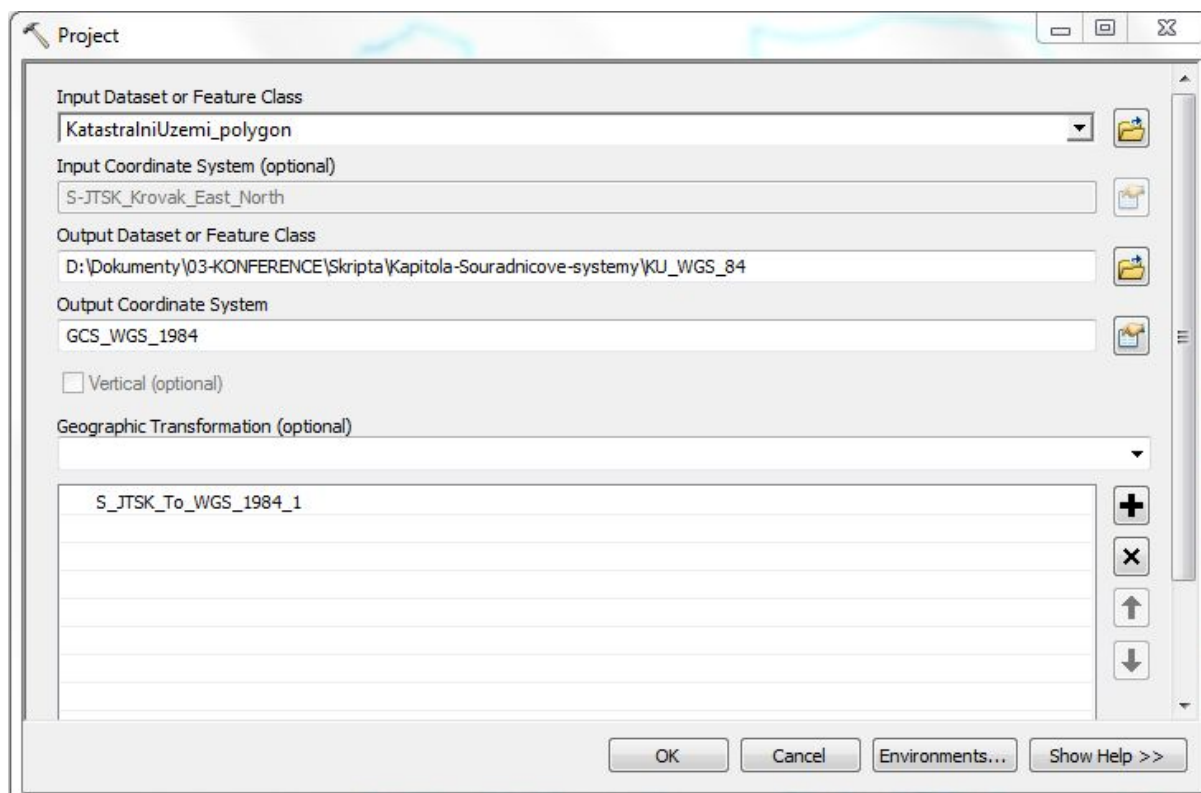 Project
Input Dataset or Feature Class
KatastralniUzemi_polygon
Input Coordinate System (optional)
S-JTSK_Krovak_East_North
Output Dataset or Feature Class
D:\Dokumenty\03-KONFERENCE\Skripta\Kapitola-Souradnicove-systemy\KU_WGS_84
Output Coordinate System
GCS_WGS_1984
Vertical (optional)
Geographic Transformation (optional)
S_JTSK_To_WGS_1984_1
OK Cancel Environments... Show Help >>